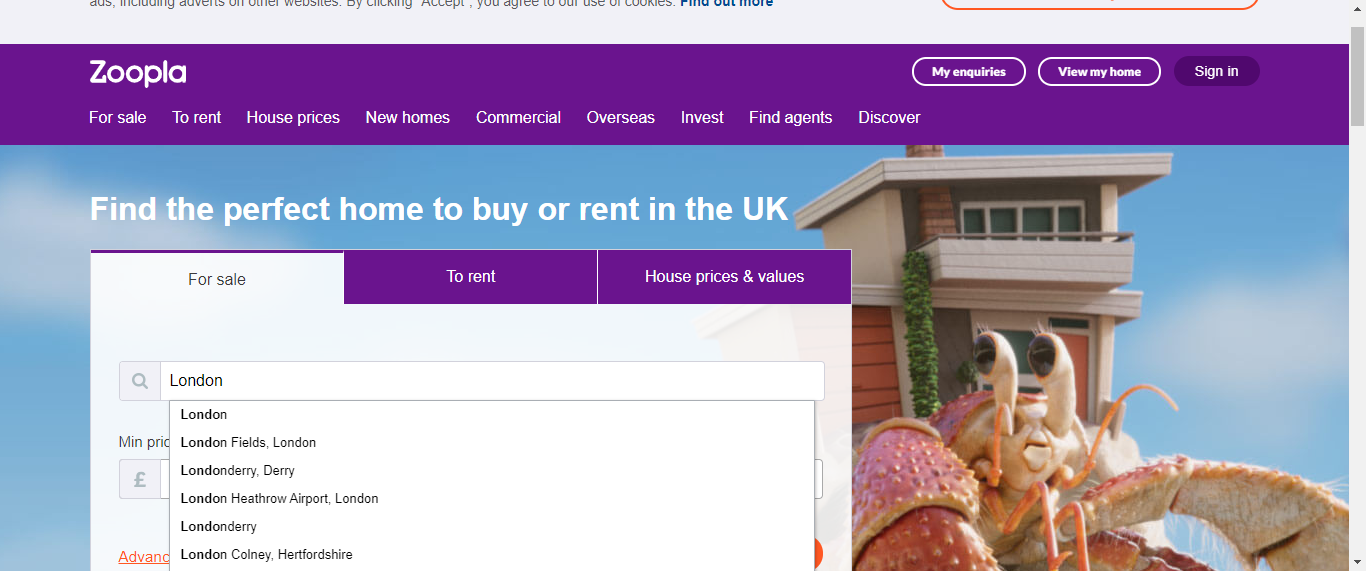 ads, including adverts on other websites. By clicking "Accept", you agree to our use of cookies. Find out more
Zoopla
My enquiries
View my home
Sign in
For sale
To rent
House prices
New homes
Commercial
Overseas
Invest
Find agents
Discover
Find the perfect home to buy or rent in the UK
For sale
To rent
House prices & values
London
London
London Fields, London
Min pric
Londonderry, Derry
£
London Heathrow Airport, London
Londonderry
Advanc
London Colney, Hertfordshire